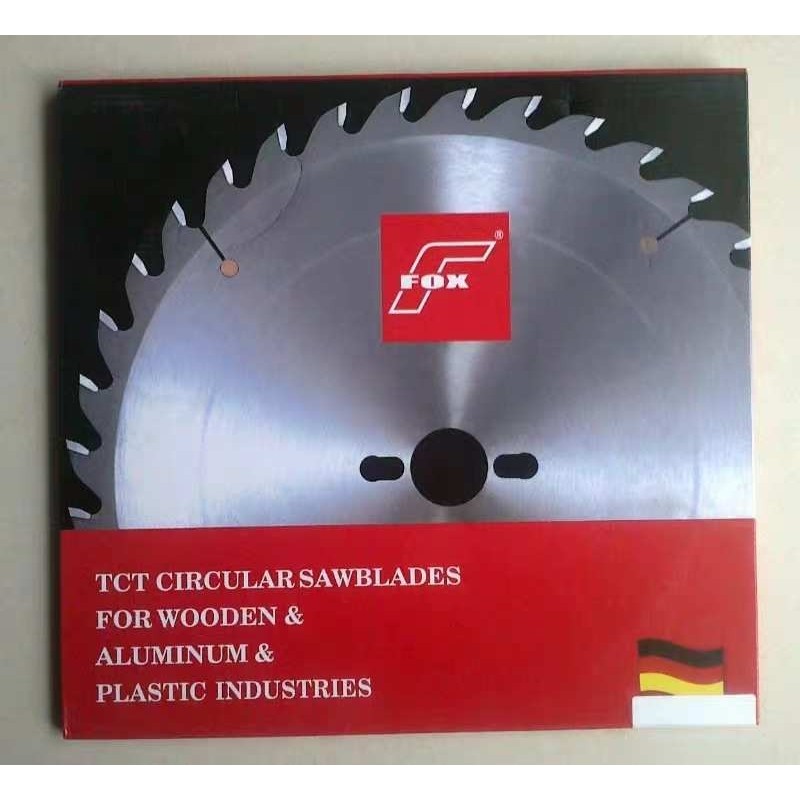 ®
FOX
TCT CIRCULAR SAWBLADES
FOR WOODEN &
ALUMINUM &
PLASTIC INDUSTRIES